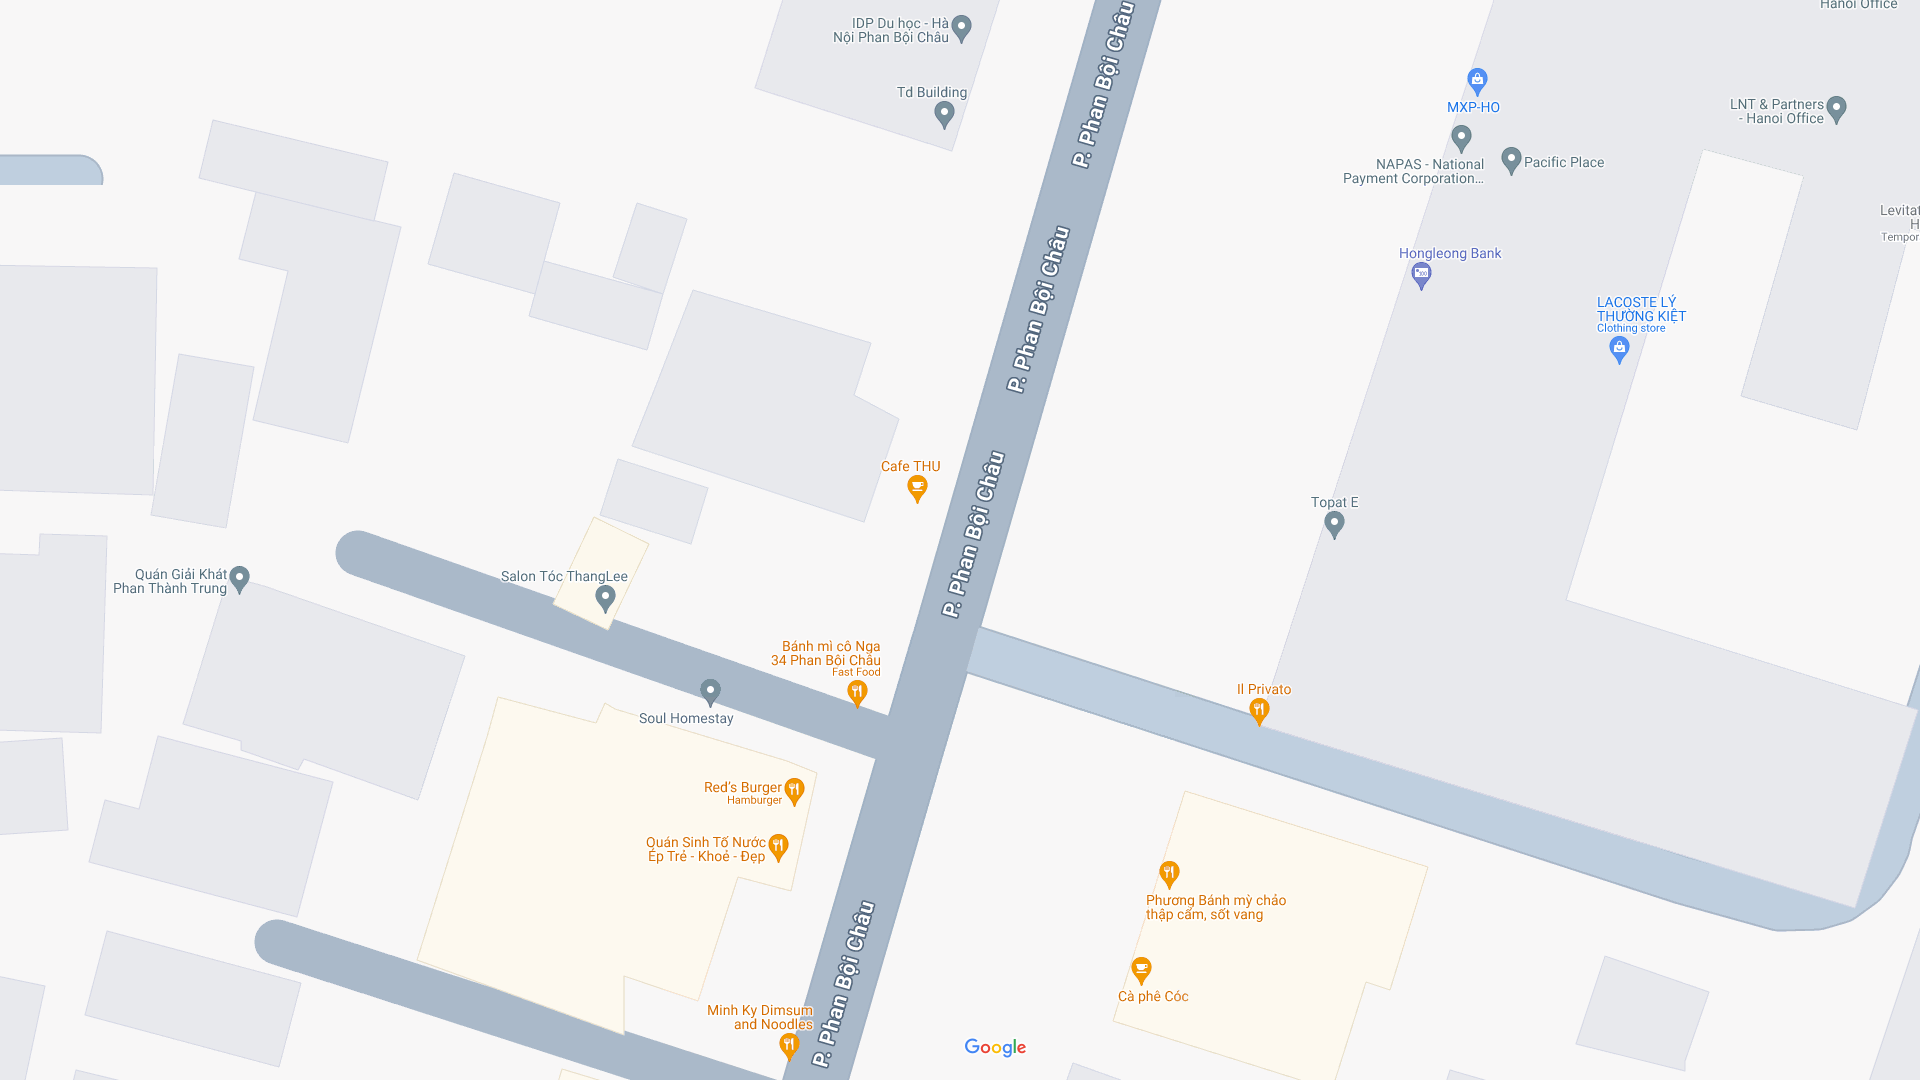 Hanoi Office
IDP Du học - Hà
Nội Phan Bội Châu
Td Building
P. Phan Bội Châu
MXP-HO
LNT & Partners
- Hanoi Office
NAPAS - National
Payment Corporation...
Pacific Place
Levitat
H
Tempor
P. Phan Bội Châu
Hongleong Bank
LACOSTE LÝ
THƯỜNG KIỆT
Clothing store
Cafe THU
P. Phan Bội Châu
Topat E
Quán Giải Khát
Phan Thành Trung
Salon Tóc ThangLee
Bánh mì cô Nga
34 Phan Bội Châu
Fast Food
Soul Homestay
Il Privato
Red's Burger
Hamburger
Quán Sinh Tố Nước
Ép Trẻ - Khoẻ - Đẹp
Phương Bánh mỳ chảo
thập cẩm, sốt vang
P. Phan Bội Châu
Cà phê Cóc
Minh Ky Dimsum
and Noodles
Google